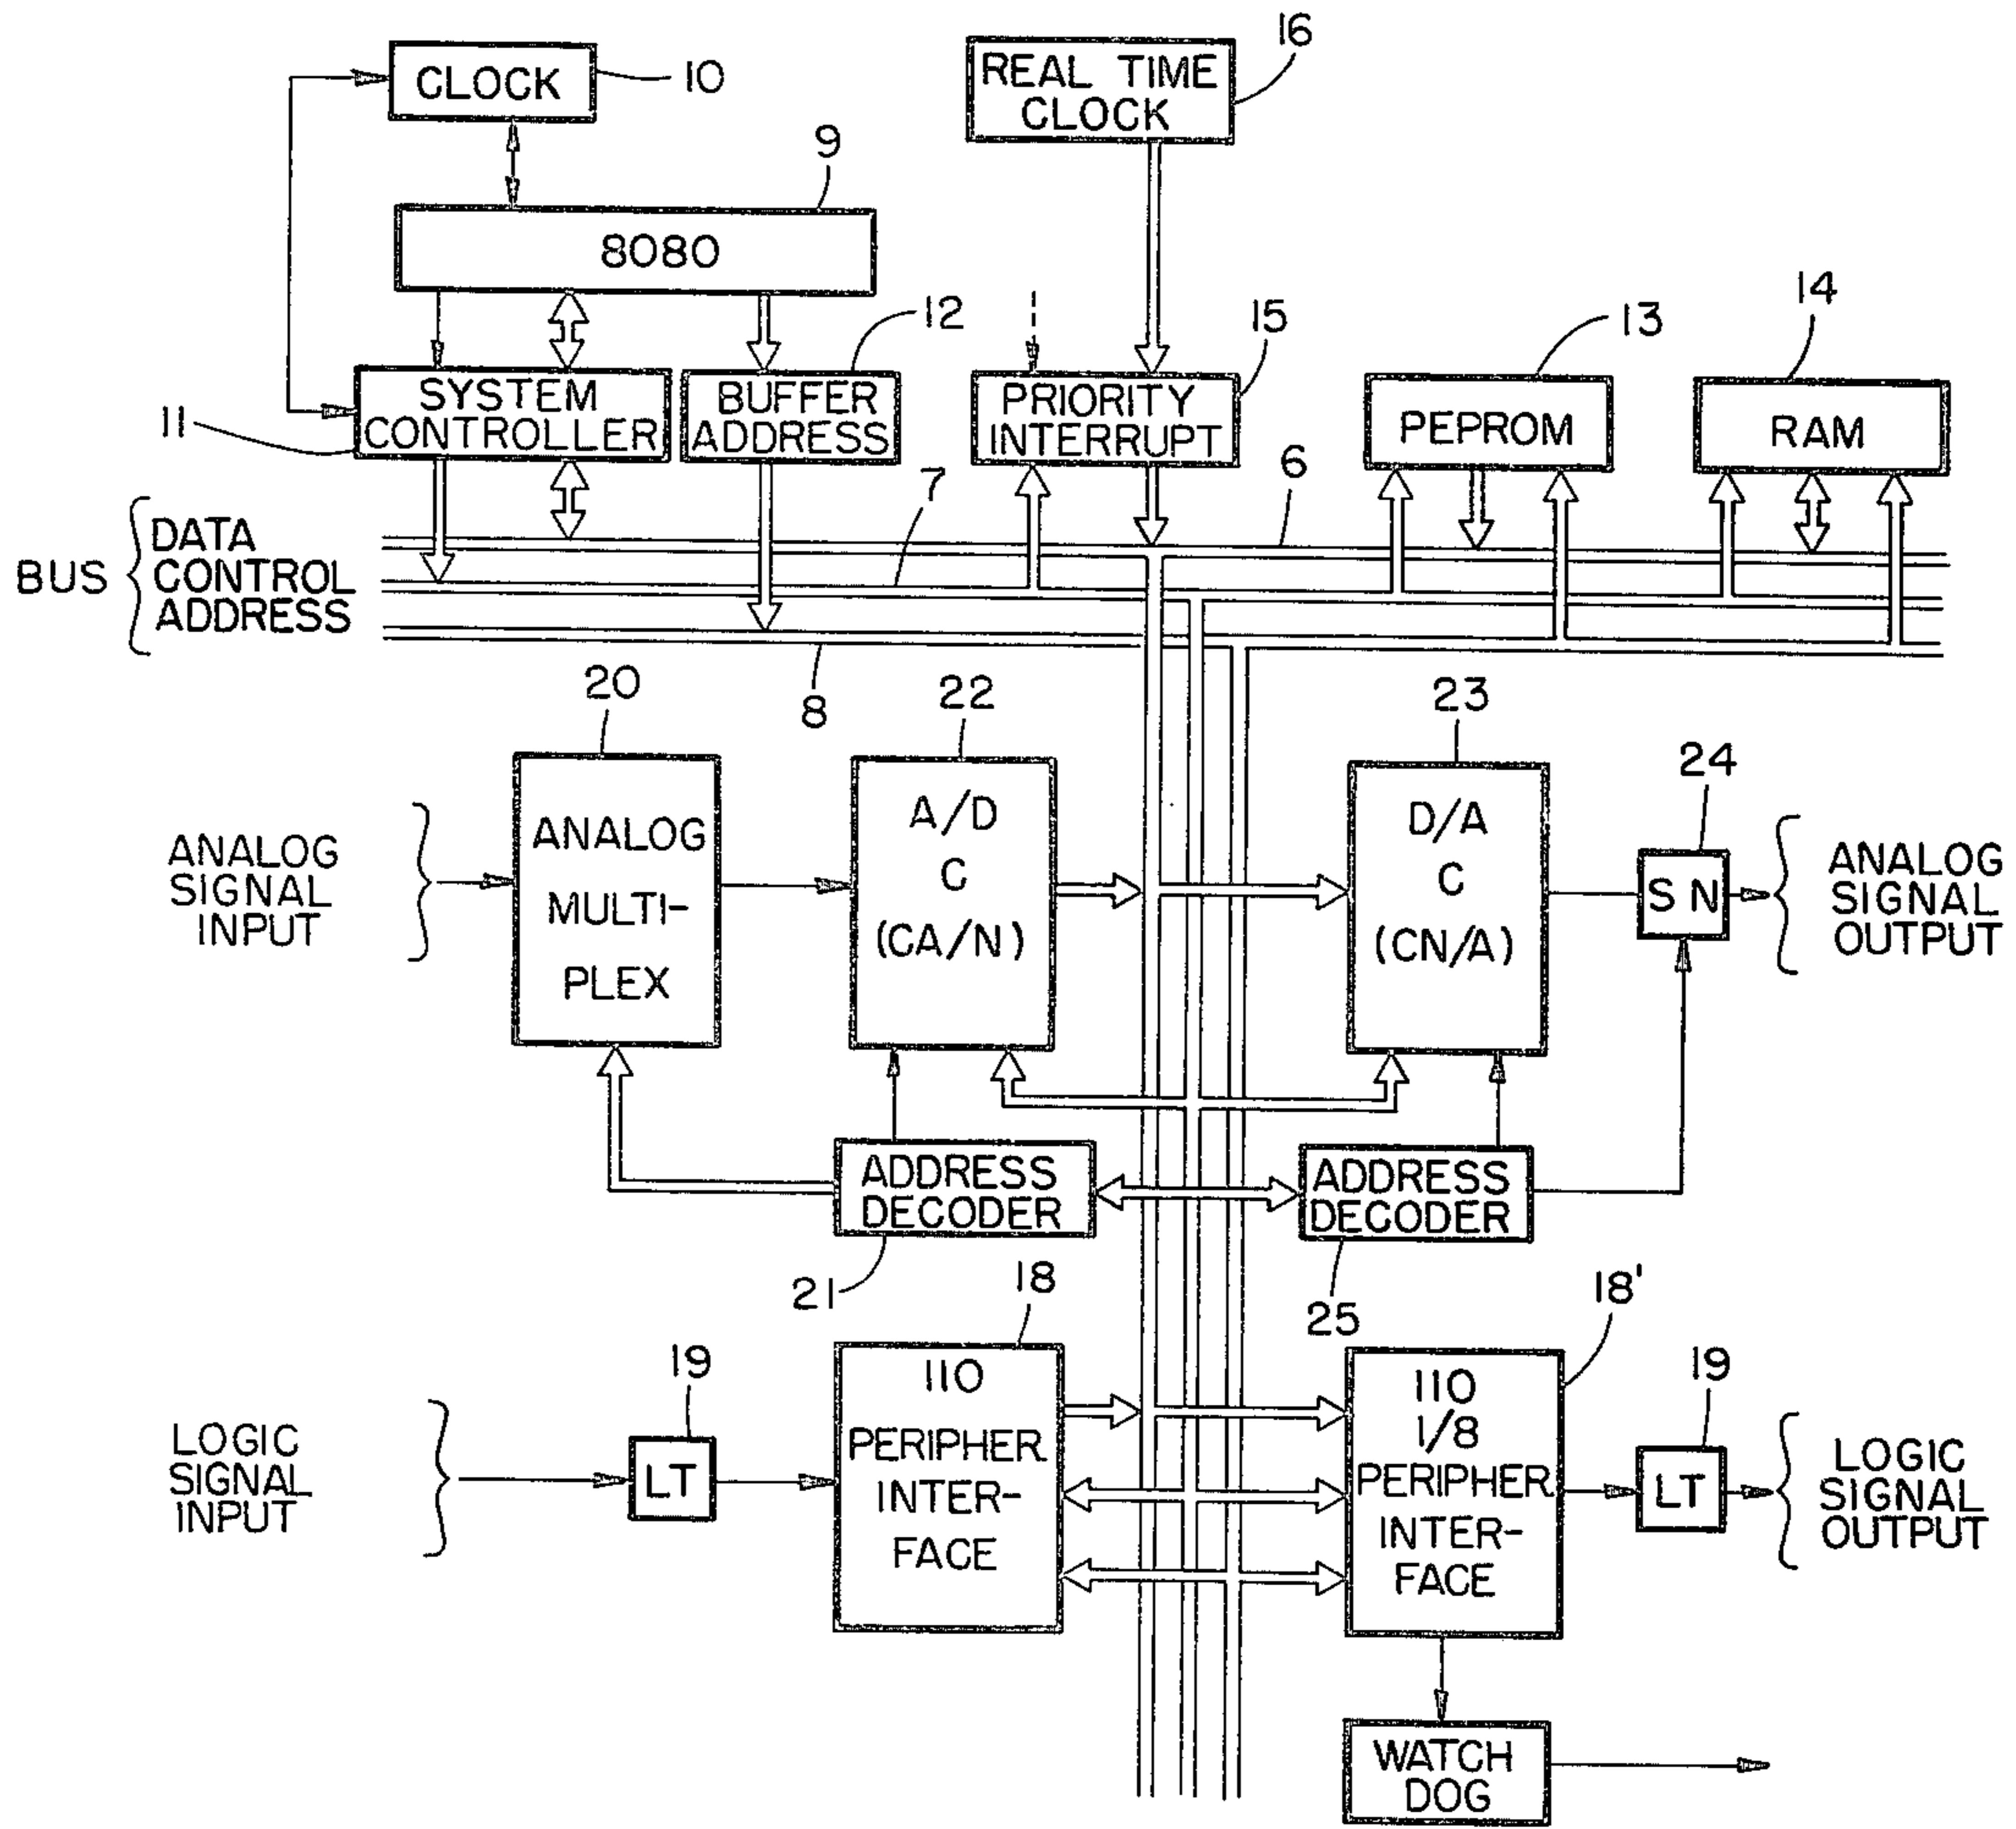 16
CLOCK
10
REAL TIME
CLOCK
9
8080
12
15
13
14
SYSTEM
CONTROLLER
11
BUFFER
ADDRESS
PRIORITY
INTERRUPT
PEPROM
RAM
7
6
BUS
DATA
CONTROL
ADDRESS
8
20
22
23
24
ANALOG
SIGNAL
INPUT
ANALOG
MULTI-
PLEX
A/D
C
(CA/N)
D/A
C
(CN/A)
S N
ANALOG
SIGNAL
OUTPUT
ADDRESS
DECODER
ADDRESS
DECODER
21
18
25
18'
19
19
LOGIC
SIGNAL
INPUT
LT
110
PERIPHER
INTER-
FACE
110
1/8
PERIPHER
INTER-
FACE
LT
LOGIC
SIGNAL
OUTPUT
WATCH
DOG